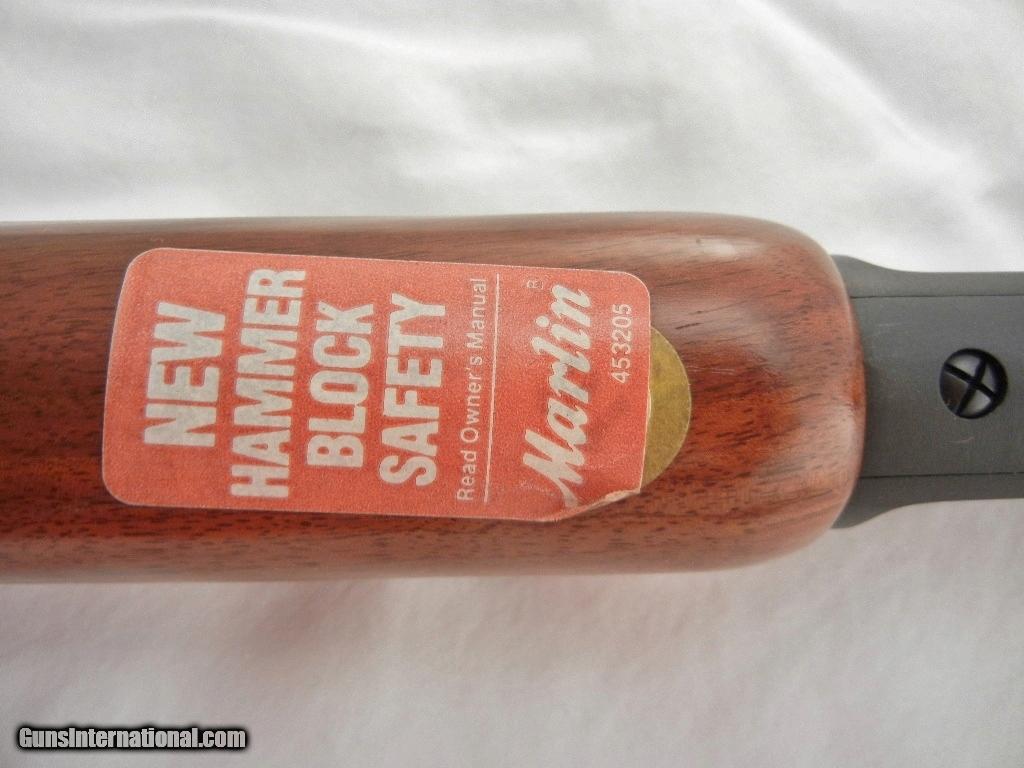 NEW
HAMMER
BLOCK
SAFETY
Read Owner's Manual
Marlin ®
453205
GunsInternational.com